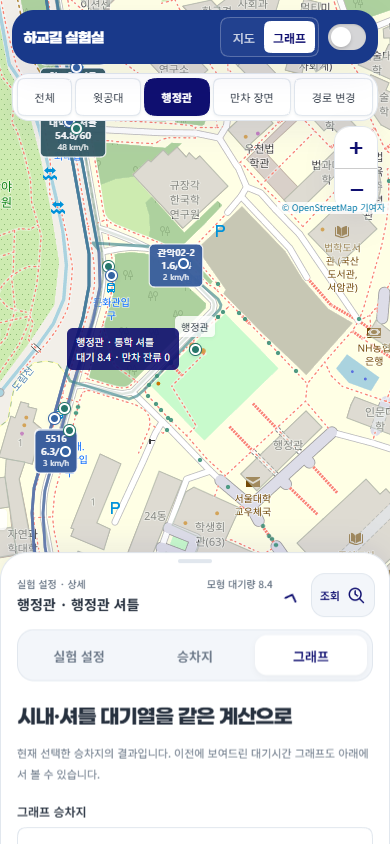 하교길 실험실
지도
그래프
전체
윗공대
행정관
만차 장면
경로 변경
54.8/60
48 km/h
우천법
학관
+
−
© OpenStreetMap 기여자
규장각
한국학
연구원
P
법학도서
관 (국산
도서관,
서암관)
관악02-2
2 km/h
문화관입
구
행정관
행정관 · 통학 셔틀
대기 8.4 · 만차 잔류 0
NH농협
은행
도림천
5516
3 km/h
행정관
서울대학
교우체국
P
24동
학생회
관(63)
실험 설정 · 상세
모형 대기량 8.4
행정관 · 행정관 셔틀
조회
실험 설정
승차지
그래프
시내·셔틀 대기열을 같은 계산으로
현재 선택한 승차지의 결과입니다. 이전에 보여드린 대기시간 그래프도 아래에
서 볼 수 있습니다.
그래프 승차지